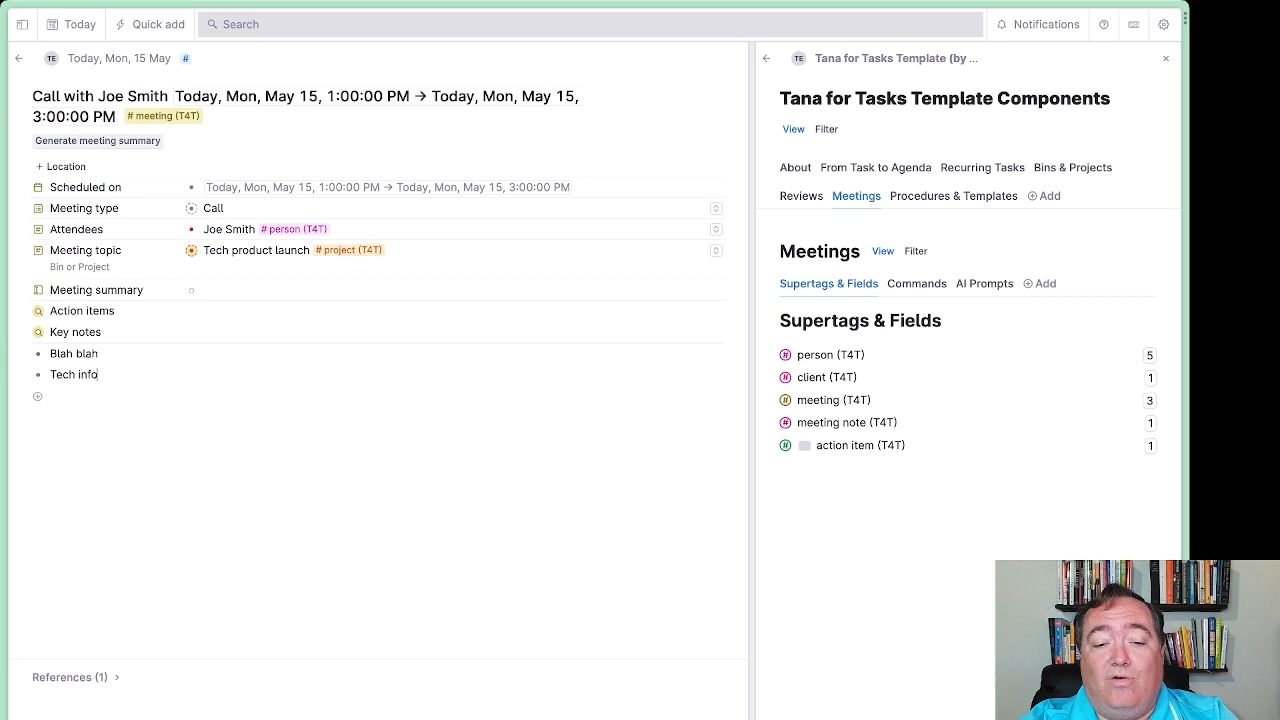 Today
Quick add
Search
Notifications
TE
Today, Mon, 15 May
#
Call with Joe Smith Today, Mon, May 15, 1:00:00 PM → Today, Mon, May 15,
3:00:00 PM # meeting (T4T)
Generate meeting summary
+ Location
Scheduled on
Today, Mon, May 15, 1:00:00 PM → Today, Mon, May 15, 3:00:00 PM
Meeting type
Call
Attendees
Joe Smith # person (T4T)
Meeting topic
Tech product launch # project (T4T)
Bin or Project
Meeting summary
Action items
Key notes
Blah blah
Tech info
References (1)
TE
Tana for Tasks Template (by ...
Tana for Tasks Template Components
View Filter
About From Task to Agenda Recurring Tasks Bins & Projects
Reviews Meetings Procedures & Templates Add
Meetings View Filter
Supertags & Fields Commands AI Prompts Add
Supertags & Fields
# person (T4T) 5
# client (T4T) 1
# meeting (T4T) 3
# meeting note (T4T) 1
# action item (T4T) 1